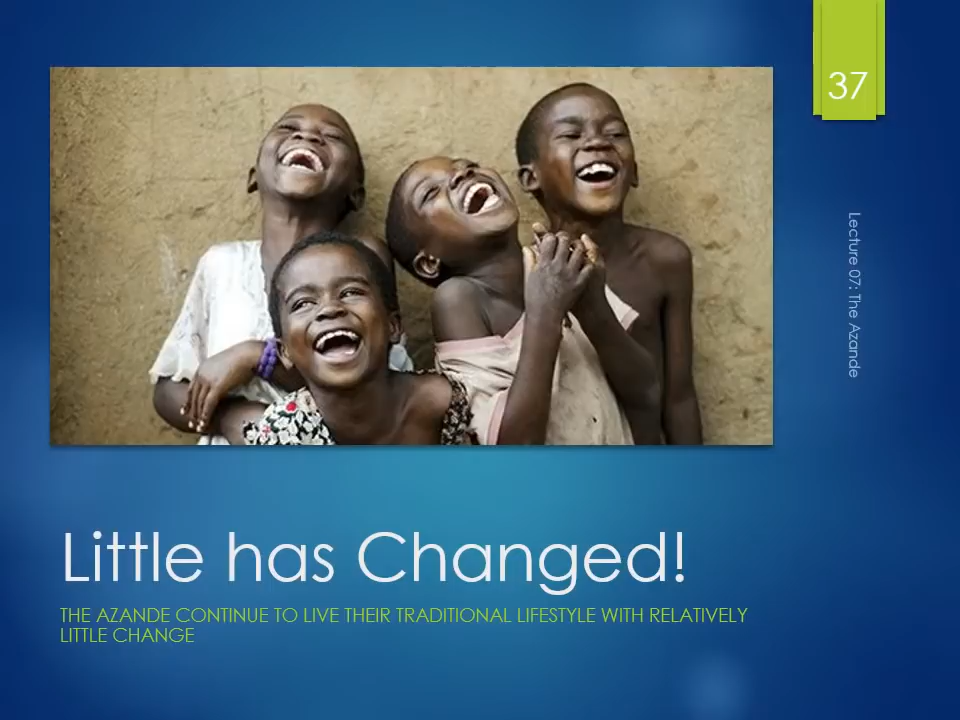 37
Lecture 07: The Azande
Little has Changed!
THE AZANDE CONTINUE TO LIVE THEIR TRADITIONAL LIFESTYLE WITH RELATIVELY
LITTLE CHANGE